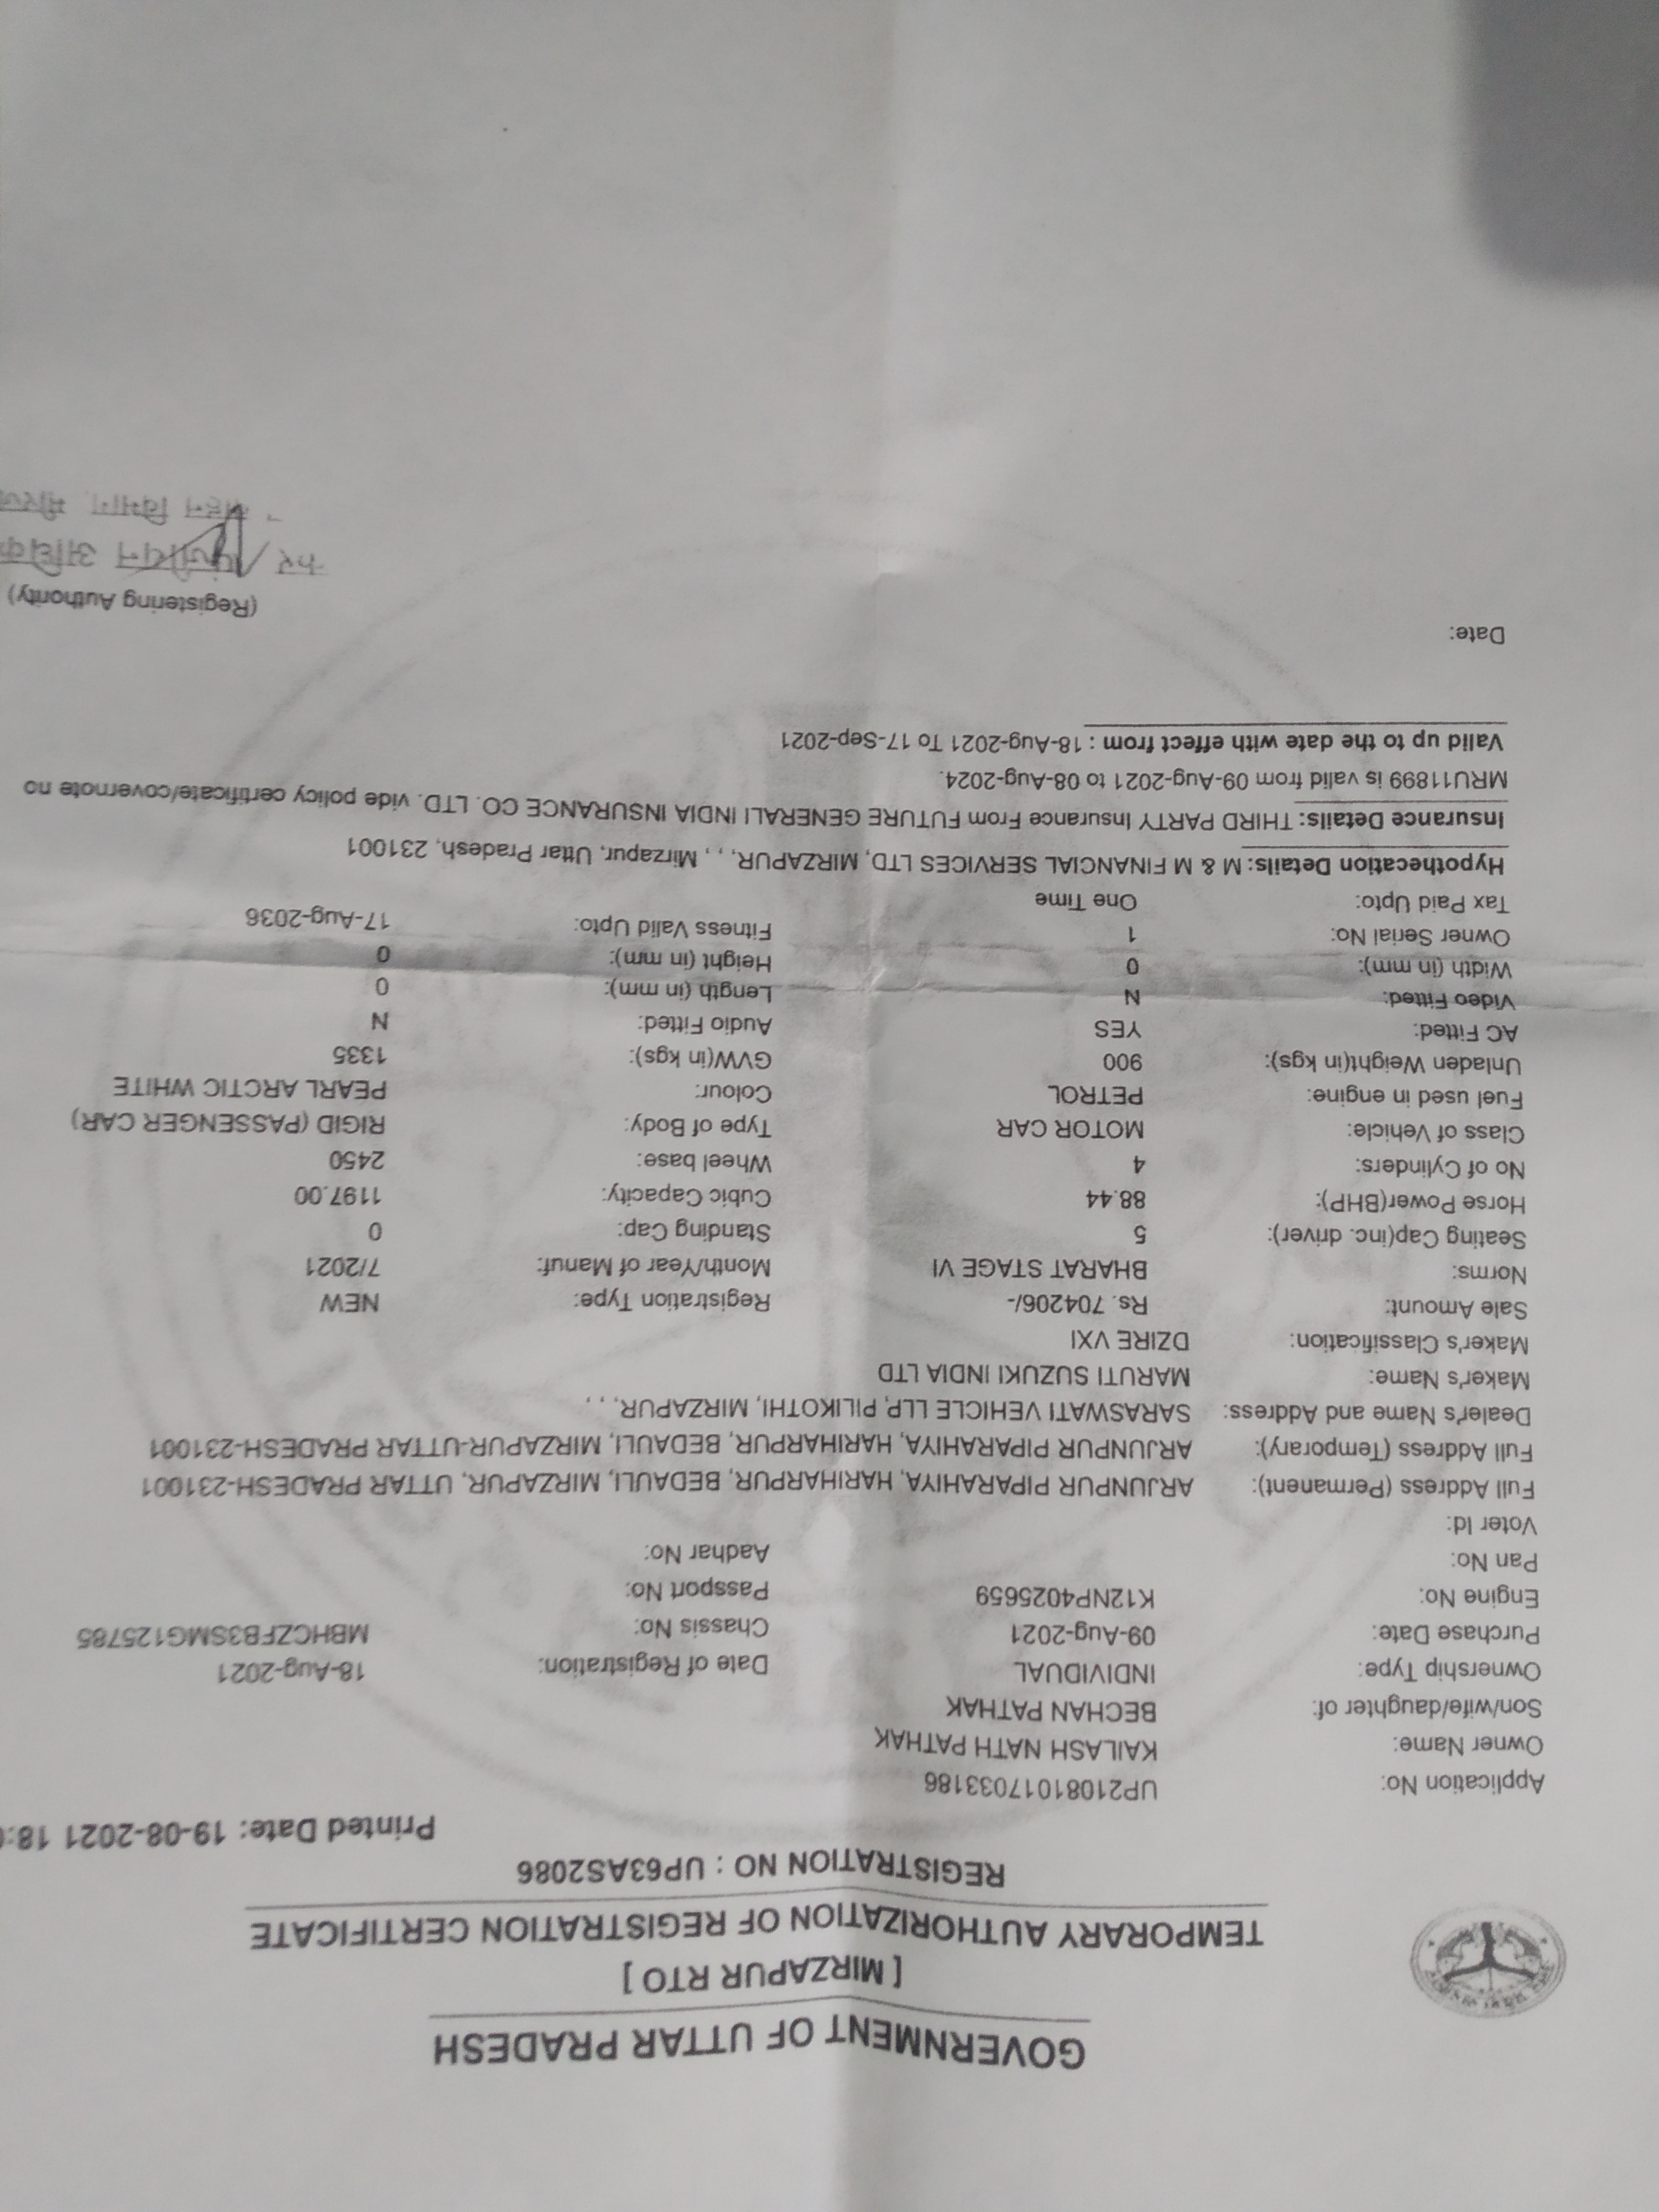 GOVERNMENT OF UTTAR PRADESH
[ MIRZAPUR RTO ]
TEMPORARY AUTHORIZATION OF REGISTRATION CERTIFICATE
REGISTRATION NO : UP63AS2086
Printed Date: 19-08-2021 18:
Application No: UP21081017033186
Owner Name: KAILASH NATH PATHAK
Son/wife/daughter of: BECHAN PATHAK
Ownership Type: INDIVIDUAL Date of Registration: 18-Aug-2021
Purchase Date: 09-Aug-2021 Chassis No: MBHCZFB3SMG125785
Engine No: K12NP4025659 Passport No:
Pan No: Aadhar No:
Voter Id:
Full Address (Permanent): ARJUNPUR PIPARAHIYA, HARIHARPUR, BEDAULI, MIRZAPUR, UTTAR PRADESH-231001
Full Address (Temporary): ARJUNPUR PIPARAHIYA, HARIHARPUR, BEDAULI, MIRZAPUR-UTTAR PRADESH-231001
Dealer's Name and Address: SARASWATI VEHICLE LLP, PILIKOTHI, MIRZAPUR, , ,
Maker's Name: MARUTI SUZUKI INDIA LTD
Maker's Classification: DZIRE VXI
Sale Amount: Rs. 704206/- Registration Type: NEW
Norms: BHARAT STAGE VI Month/Year of Manuf: 7/2021
Seating Cap(inc. driver): 5 Standing Cap: 0
Horse Power(BHP): 88.44 Cubic Capacity: 1197.00
No of Cylinders: 4 Wheel base: 2450
Class of Vehicle: MOTOR CAR Type of Body: RIGID (PASSENGER CAR)
Fuel used in engine: PETROL Colour: PEARL ARCTIC WHITE
Unladen Weight(in kgs): 900 GVW(in kgs): 1335
AC Fitted: YES Audio Fitted: N
Video Fitted: N Length (in mm): 0
Width (in mm): 0 Height (in mm): 0
Owner Serial No: 1 Fitness Valid Upto: 17-Aug-2036
Tax Paid Upto: One Time
Hypothecation Details: M & M FINANCIAL SERVICES LTD, MIRZAPUR, , , Mirzapur, Uttar Pradesh, 231001
Insurance Details: THIRD PARTY Insurance From FUTURE GENERALI INDIA INSURANCE CO. LTD. vide policy certificate/covernote no
MRU11899 is valid from 09-Aug-2021 to 08-Aug-2024.
Valid up to the date with effect from : 18-Aug-2021 To 17-Sep-2021
Date:
(Registering Authority)
कर
विभाग